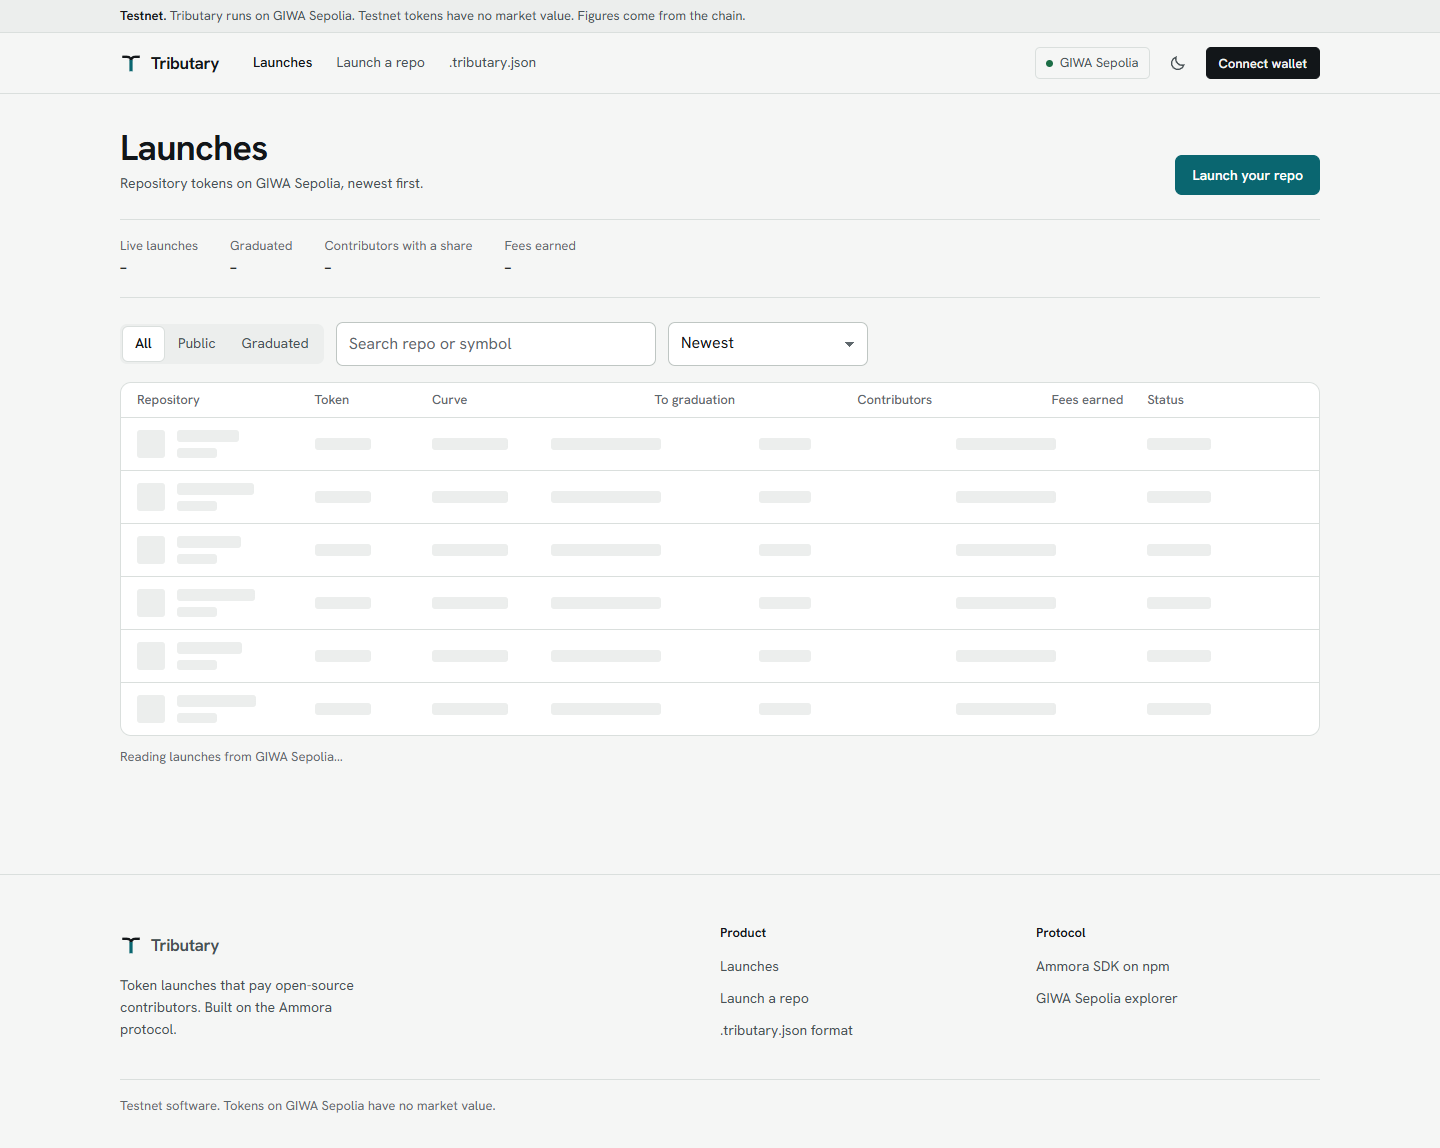 Testnet. Tributary runs on GIWA Sepolia. Testnet tokens have no market value. Figures come from the chain.
Tributary
Launches
Launch a repo
.tributary.json
GIWA Sepolia
Connect wallet
Launches
Repository tokens on GIWA Sepolia, newest first.
Launch your repo
Live launches
Graduated
Contributors with a share
Fees earned
–
–
–
–
All
Public
Graduated
Search repo or symbol
Newest
Repository
Token
Curve
To graduation
Contributors
Fees earned
Status
Reading launches from GIWA Sepolia...
Tributary
Token launches that pay open-source
contributors. Built on the Ammora
protocol.
Product
Launches
Launch a repo
.tributary.json format
Protocol
Ammora SDK on npm
GIWA Sepolia explorer
Testnet software. Tokens on GIWA Sepolia have no market value.